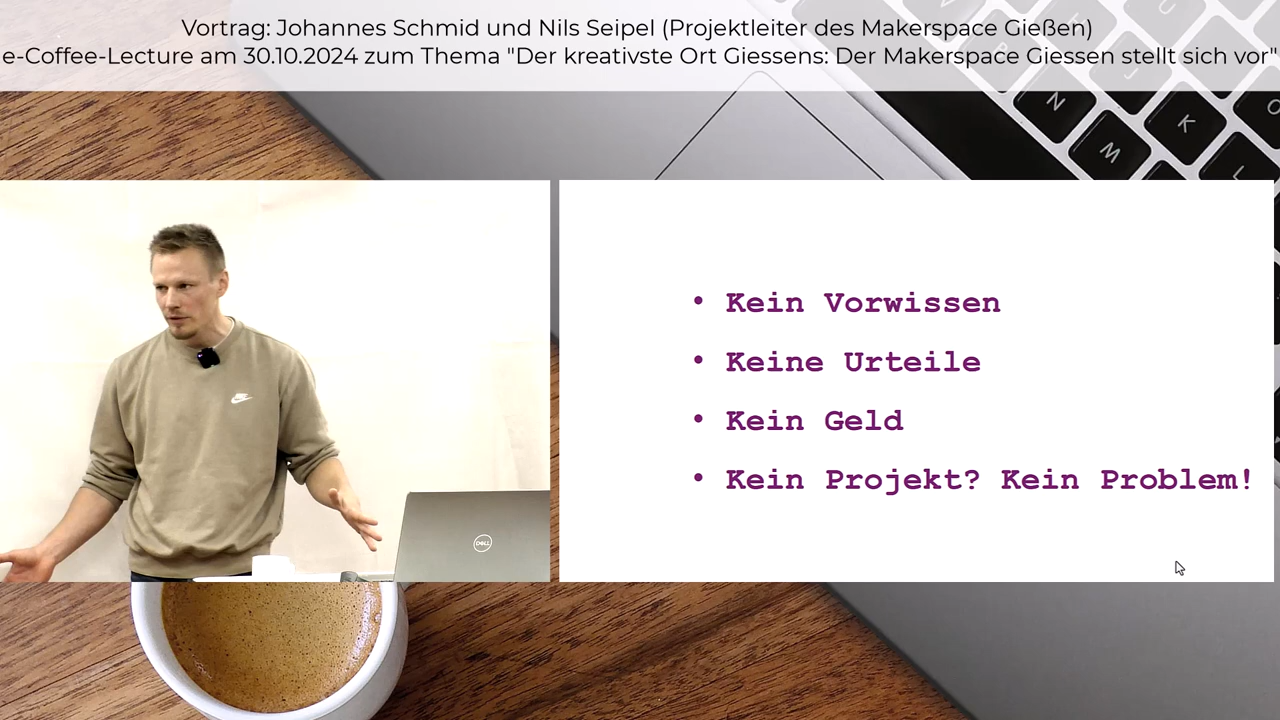 Vortrag: Johannes Schmid und Nils Seipel (Projektleiter des Makerspace Gießen)
e-Coffee-Lecture am 30.10.2024 zum Thema "Der kreativste Ort Giessens: Der Makerspace Giessen stellt sich vor"
N
M
J
K
L
U
• Kein Vorwissen
• Keine Urteile
• Kein Geld
• Kein Projekt? Kein Problem!
DELL